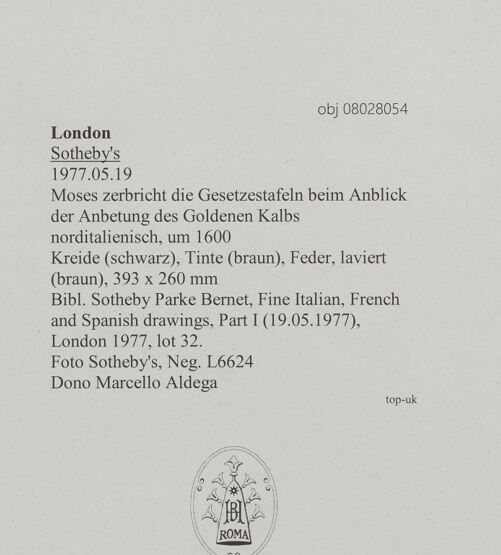 obj 08028054
London
Sotheby's
1977.05.19
Moses zerbricht die Gesetzestafeln beim Anblick
der Anbetung des Goldenen Kalbs
norditalienisch, um 1600
Kreide (schwarz), Tinte (braun), Feder, laviert
(braun), 393 x 260 mm
Bibl. Sotheby Parke Bernet, Fine Italian, French
and Spanish drawings, Part I (19.05.1977),
London 1977, lot 32.
Foto Sotheby's, Neg. L6624
Dono Marcello Aldega
top-uk
BH
ROMA